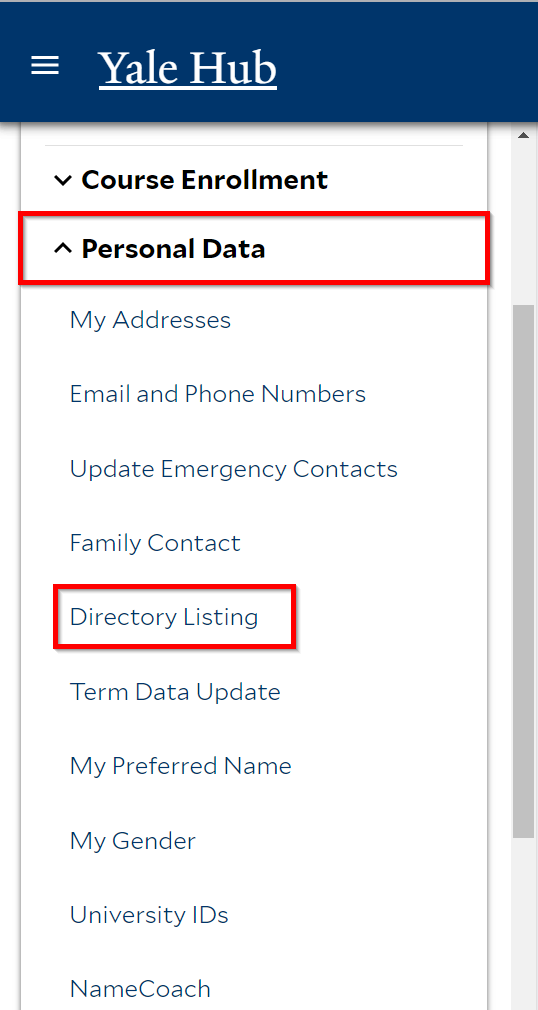 Yale Hub
Course Enrollment
Personal Data
My Addresses
Email and Phone Numbers
Update Emergency Contacts
Family Contact
Directory Listing
Term Data Update
My Preferred Name
My Gender
University IDs
NameCoach